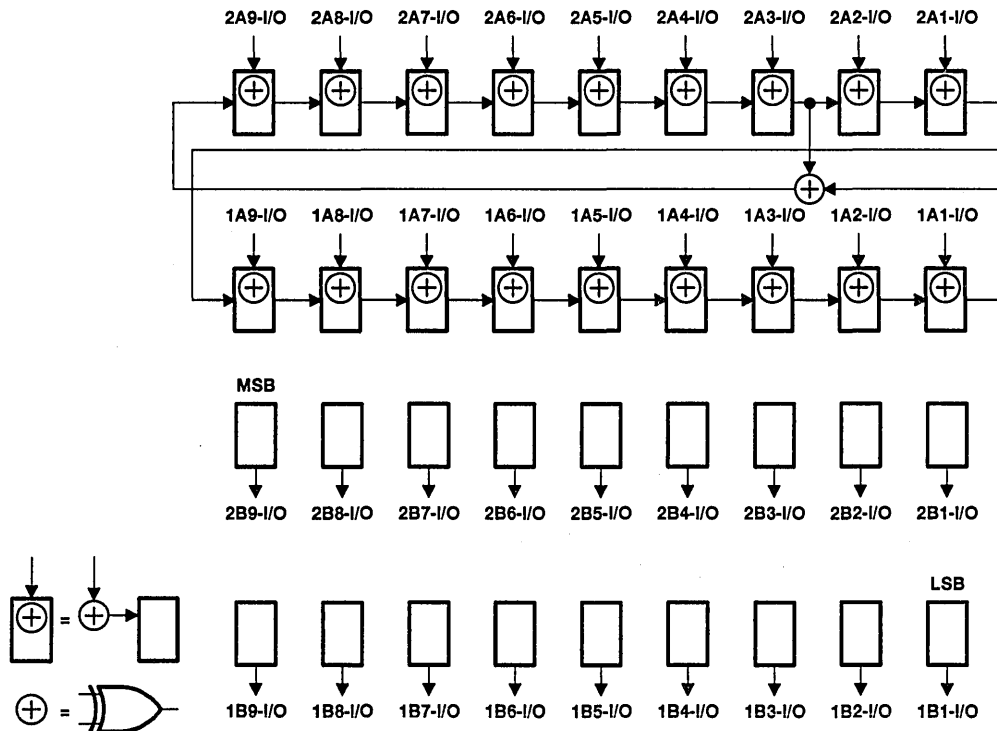 2A9-I/O 2A8-I/O 2A7-I/O 2A6-I/O 2A5-I/O 2A4-I/O 2A3-I/O 2A2-I/O 2A1-I/O
1A9-I/O 1A8-I/O 1A7-I/O 1A6-I/O 1A5-I/O 1A4-I/O 1A3-I/O 1A2-I/O 1A1-I/O
MSB
2B9-I/O 2B8-I/O 2B7-I/O 2B6-I/O 2B5-I/O 2B4-I/O 2B3-I/O 2B2-I/O 2B1-I/O
LSB
=
=
1B9-I/O 1B8-I/O 1B7-I/O 1B6-I/O 1B5-I/O 1B4-I/O 1B3-I/O 1B2-I/O 1B1-I/O